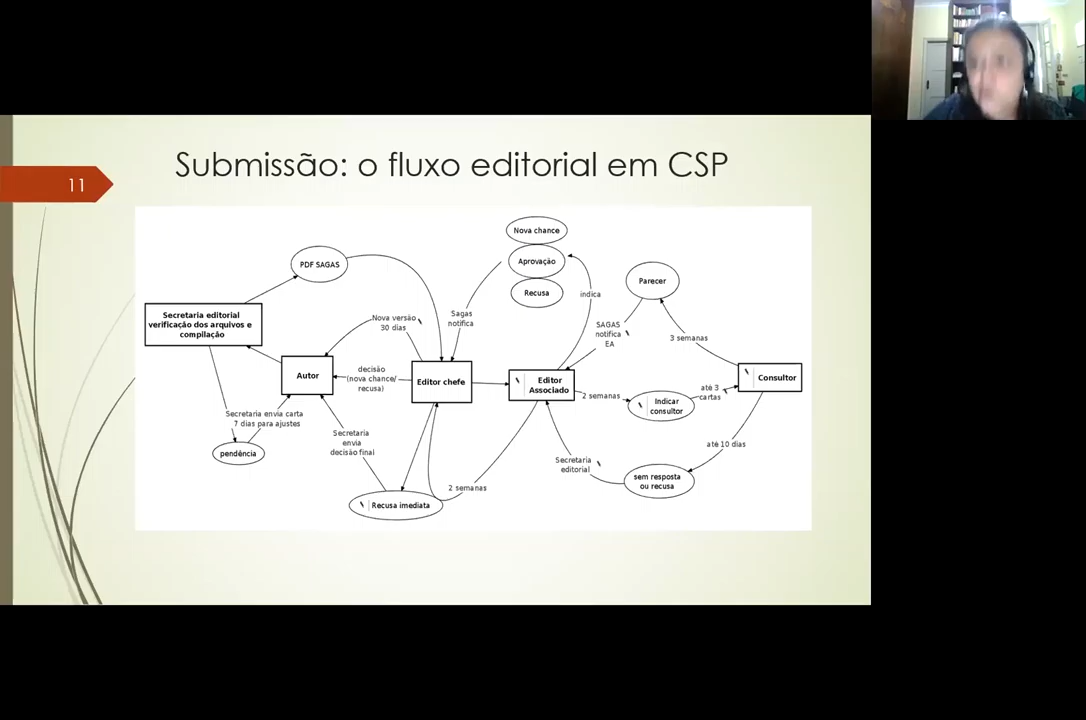 Submissão: o fluxo editorial em CSP
11
Nova chance
Aprovação
Recusa
PDF SAGAS
Parecer
indica
Secretaria editorial
verificação dos arquivos e
compilação
Nova versão
30 dias
Sagas
notifica
SAGAS
notifica
EA
3 semanas
Autor
decisão
(nova chance/
recusa)
Editor chefe
Editor
Associado
2 semanas
Indicar
consultor
até 3
cartas
Consultor
Secretaria envia carta
7 dias para ajustes
pendência
Secretaria
envia
decisão final
Secretaria
editorial
até 10 dias
sem resposta
ou recusa
2 semanas
Recusa imediata